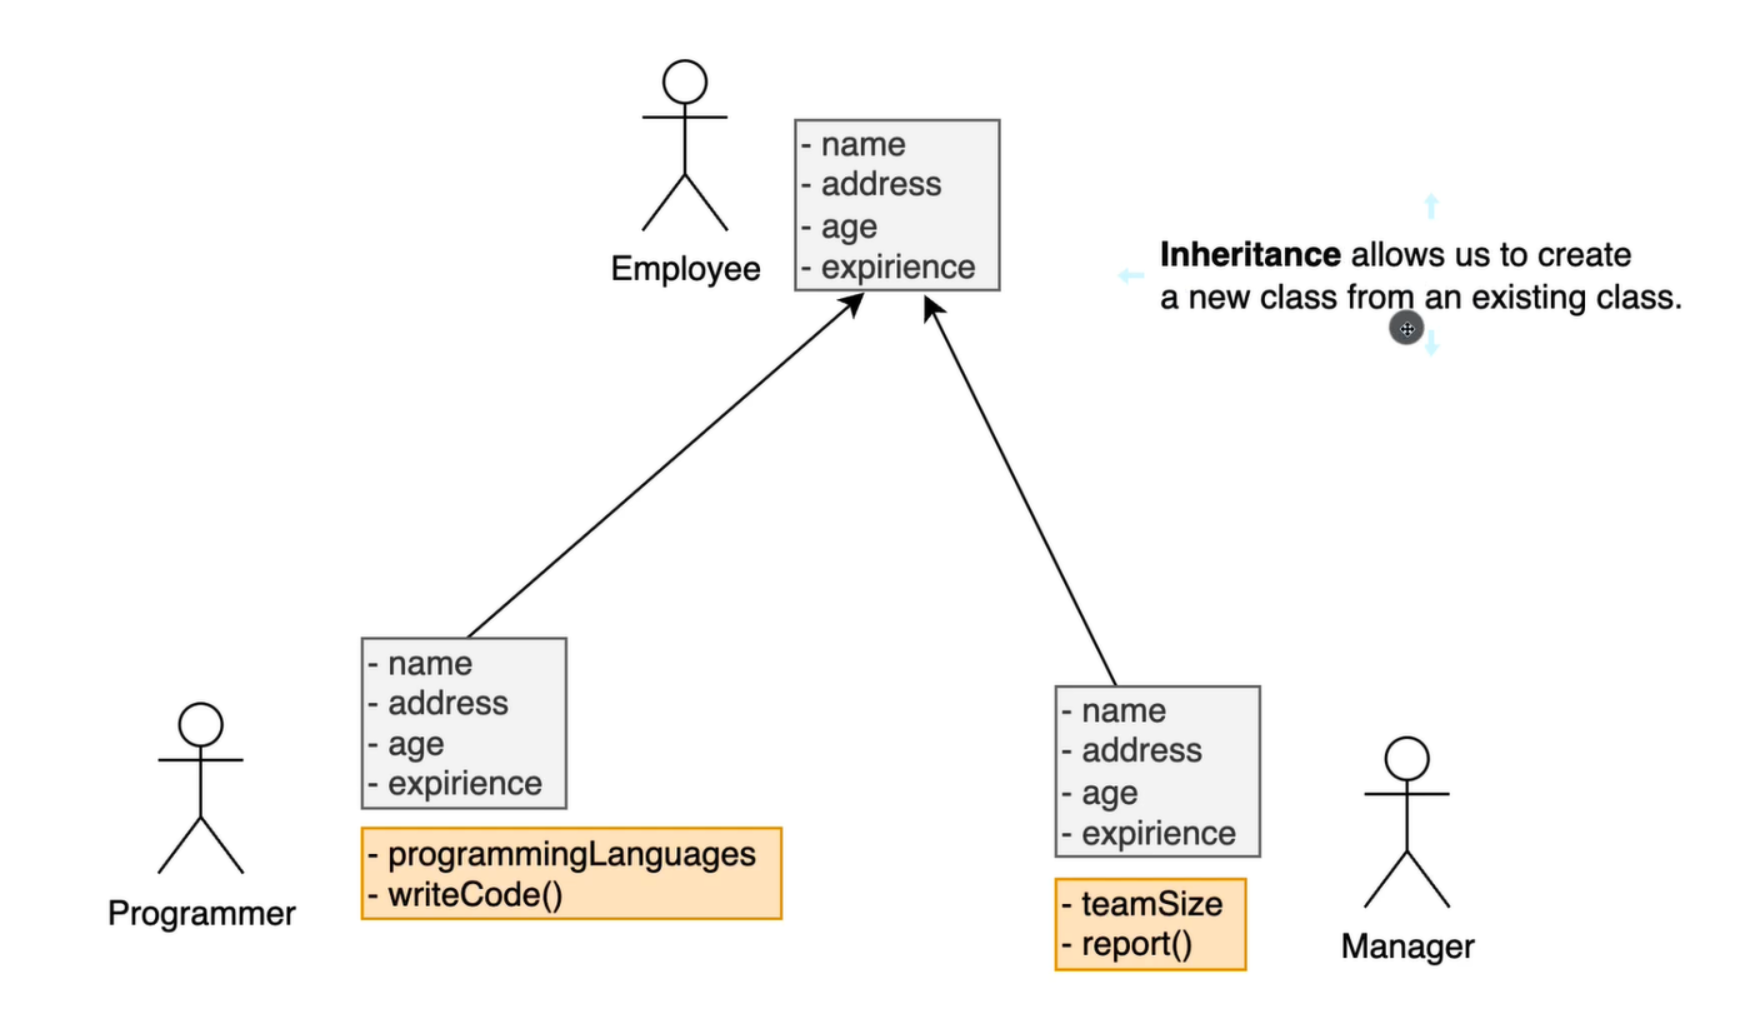 Employee
- name
- address
- age
- expirience
Inheritance allows us to create
a new class from an existing class.
Programmer
- name
- address
- age
- expirience
- programmingLanguages
- writeCode()
- name
- address
- age
- expirience
- teamSize
- report()
Manager